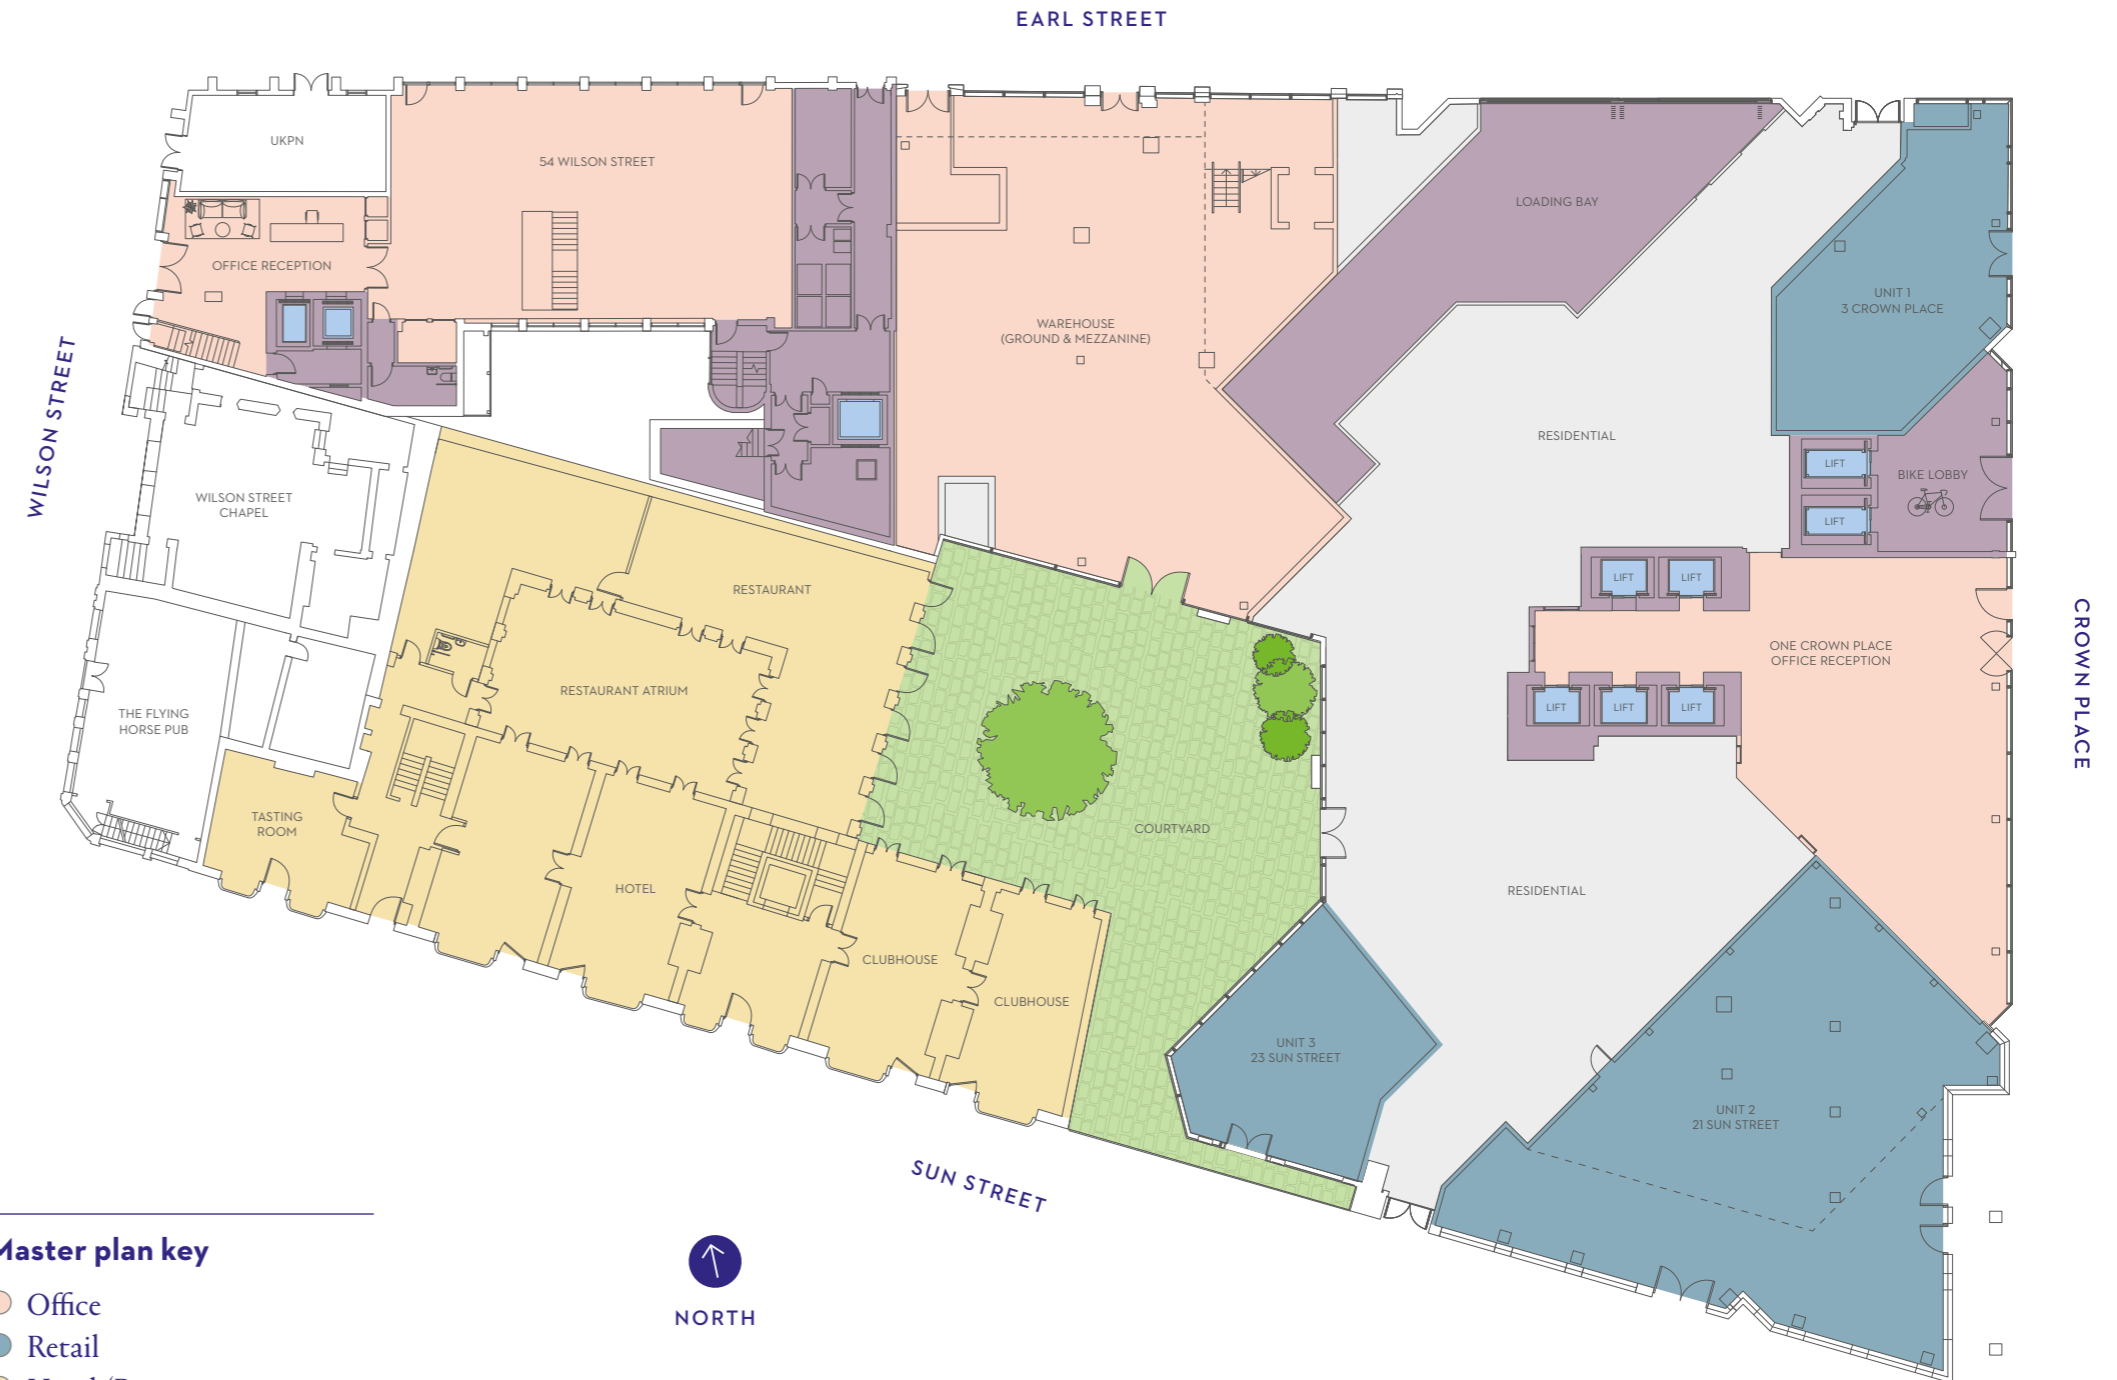 EARL STREET
UKPN
54 WILSON STREET
OFFICE RECEPTION
WAREHOUSE
(GROUND & MEZZANINE)
LOADING BAY
UNIT 1
3 CROWN PLACE
WILSON STREET
RESIDENTIAL
LIFT
BIKE LOBBY
LIFT
WILSON STREET
CHAPEL
RESTAURANT
LIFT
LIFT
ONE CROWN PLACE
OFFICE RECEPTION
CROWN PLACE
RESTAURANT ATRIUM
LIFT
LIFT
LIFT
THE FLYING
HORSE PUB
TASTING
ROOM
COURTYARD
HOTEL
RESIDENTIAL
CLUBHOUSE
CLUBHOUSE
UNIT 3
23 SUN STREET
UNIT 2
21 SUN STREET
SUN STREET
Master plan key
Office
Retail
NORTH